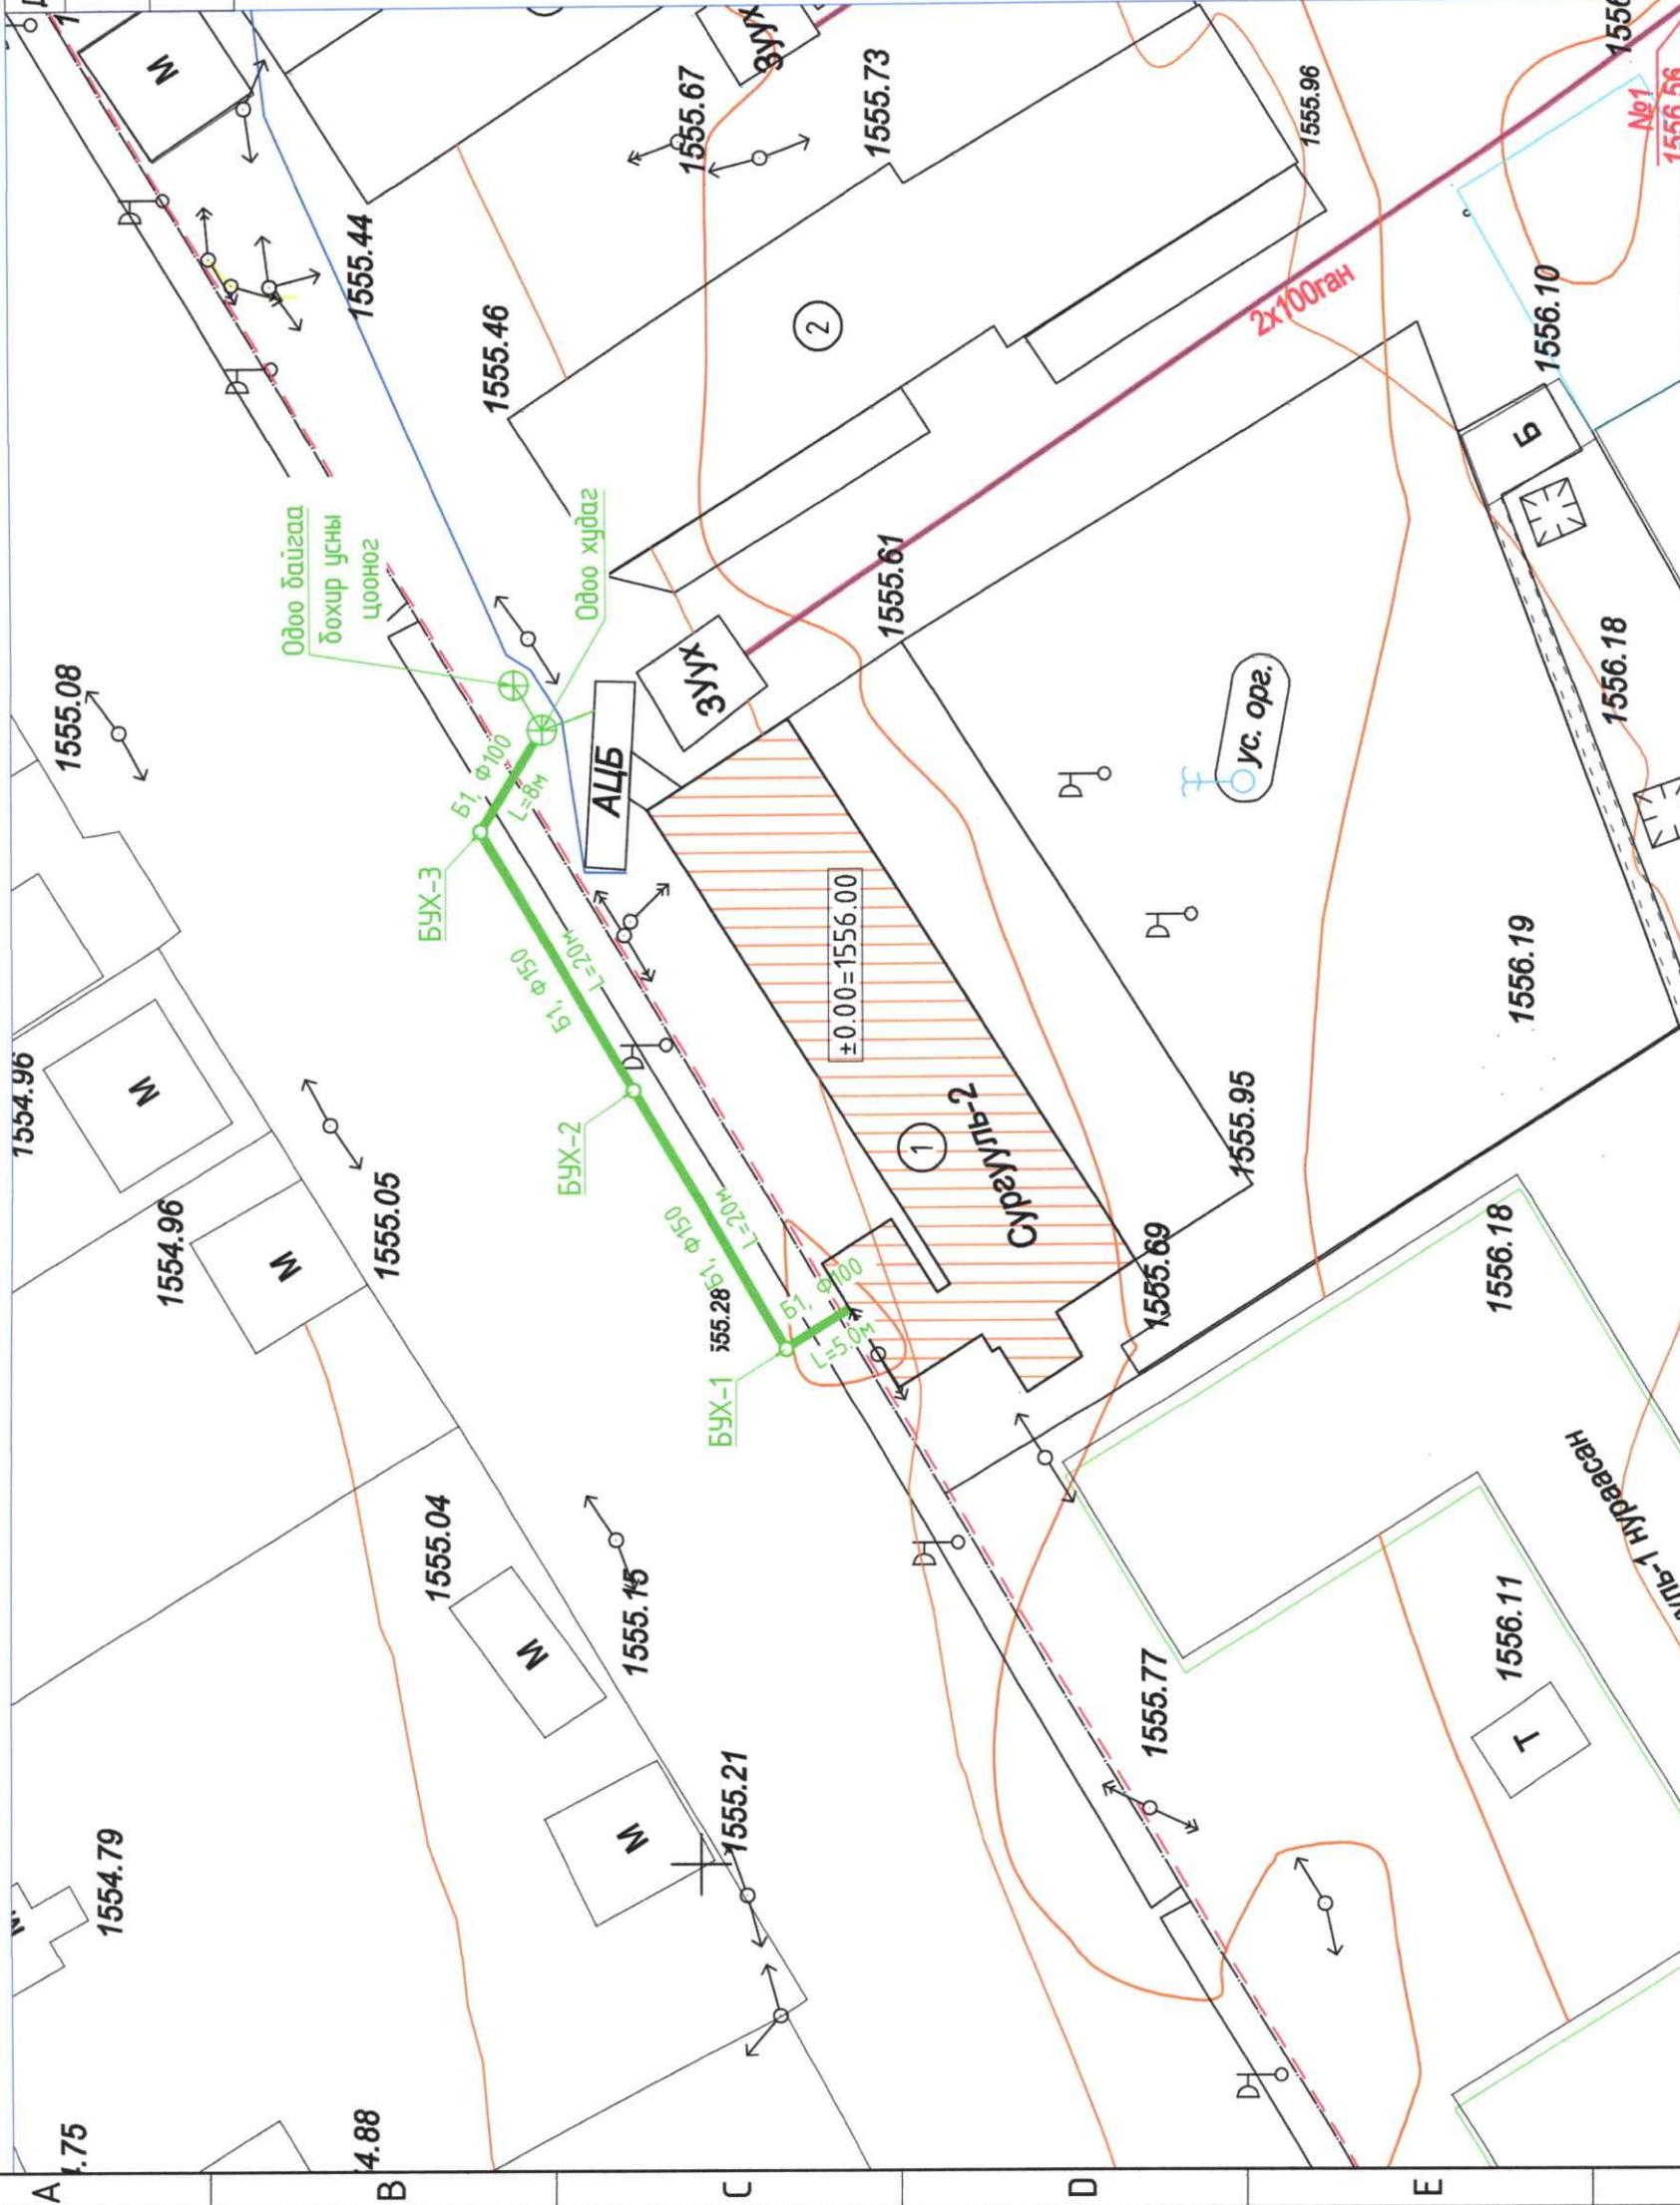 M
Зуух
1555.67
1555.73
1555.96
№1
1555.44
1555.46
2
2x100ган
1556.10
Б
Одоо байгаа
бохир усны
цооног
Одоо худаг
1555.61
1555.08
1556.18
Зуух
АЦБ
ус. орг.
Б1, Ф100
L=8м
БУХ-3
±0.00=1556.00
Б1, Ф150
L=20м
1556.19
1554.96
M
БУХ-2
1
Сургууль-2
1555.95
1554.96
M
1555.05
Б1, Ф150
L=20м
1555.69
1556.18
Б1, Ф100
L=5.0м
БУХ-1
1555.04
M
1555.15
1556.11
T
1555.77
M
1555.21
1554.79
A
B
C
D
E